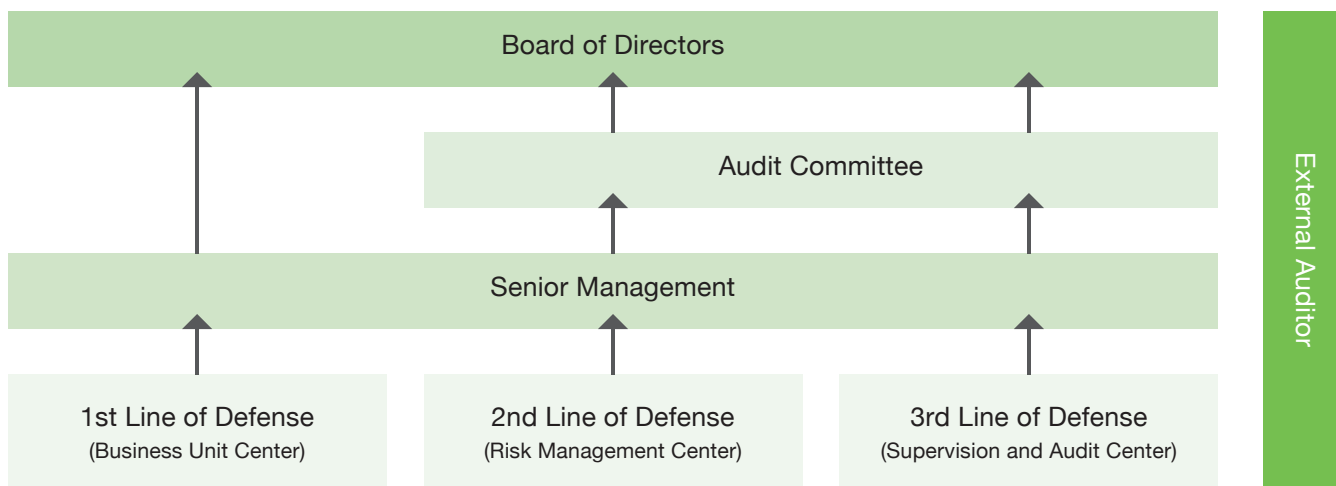 Board of Directors
Audit Committee
Senior Management
1st Line of Defense
(Business Unit Center)
2nd Line of Defense
(Risk Management Center)
3rd Line of Defense
(Supervision and Audit Center)
External Auditor